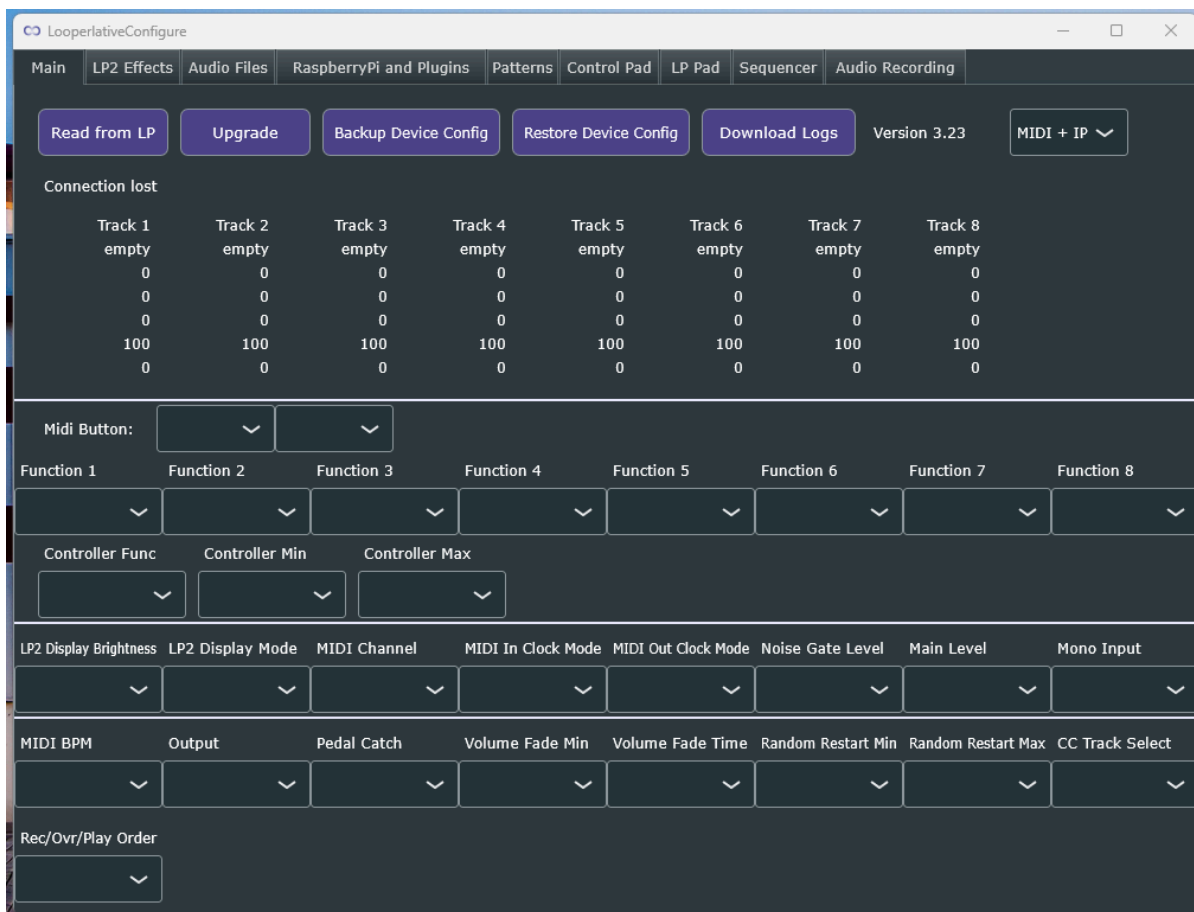 LooperlativeConfigure
Main LP2 Effects Audio Files RaspberryPi and Plugins Patterns Control Pad LP Pad Sequencer Audio Recording
Read from LP Upgrade Backup Device Config Restore Device Config Download Logs Version 3.23 MIDI + IP
Connection lost
Track 1 Track 2 Track 3 Track 4 Track 5 Track 6 Track 7 Track 8
empty empty empty empty empty empty empty empty
0 0 0 0 0 0 0 0
0 0 0 0 0 0 0 0
0 0 0 0 0 0 0 0
100 100 100 100 100 100 100 100
0 0 0 0 0 0 0 0
Midi Button:
Function 1 Function 2 Function 3 Function 4 Function 5 Function 6 Function 7 Function 8
Controller Func Controller Min Controller Max
LP2 Display Brightness LP2 Display Mode MIDI Channel MIDI In Clock Mode MIDI Out Clock Mode Noise Gate Level Main Level Mono Input
MIDI BPM Output Pedal Catch Volume Fade Min Volume Fade Time Random Restart Min Random Restart Max CC Track Select
Rec/Ovr/Play Order